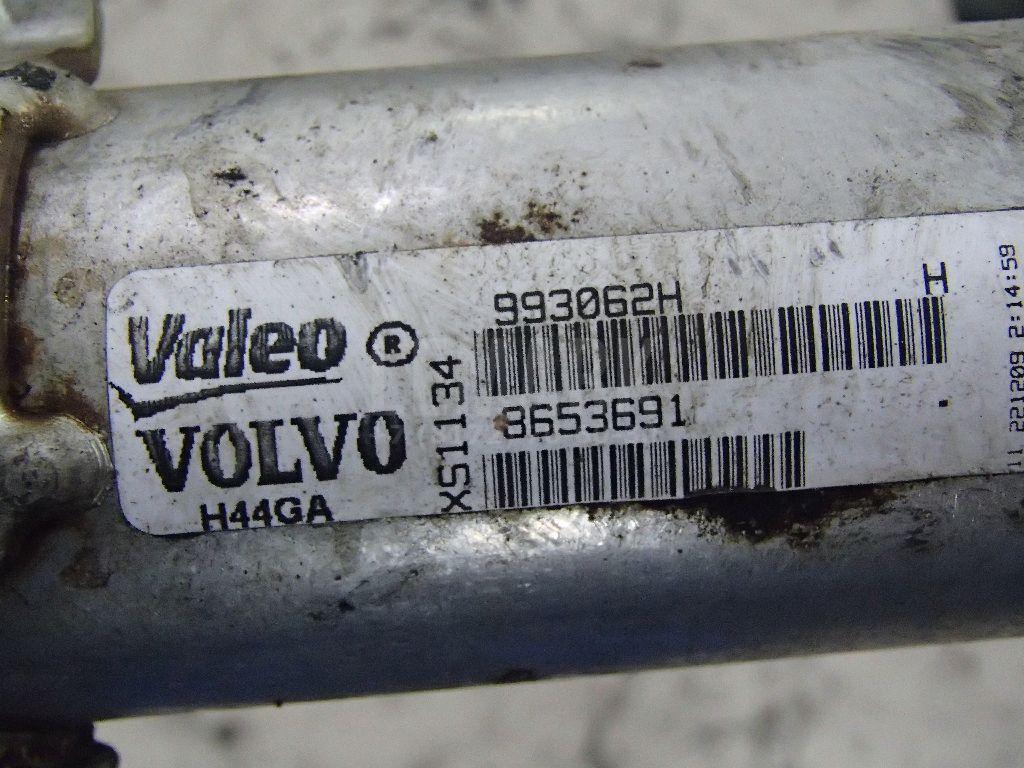 Valeo ®
VOLVO
H44GA
XS1134
993062H
H
8653691
11 221209 2:14:59